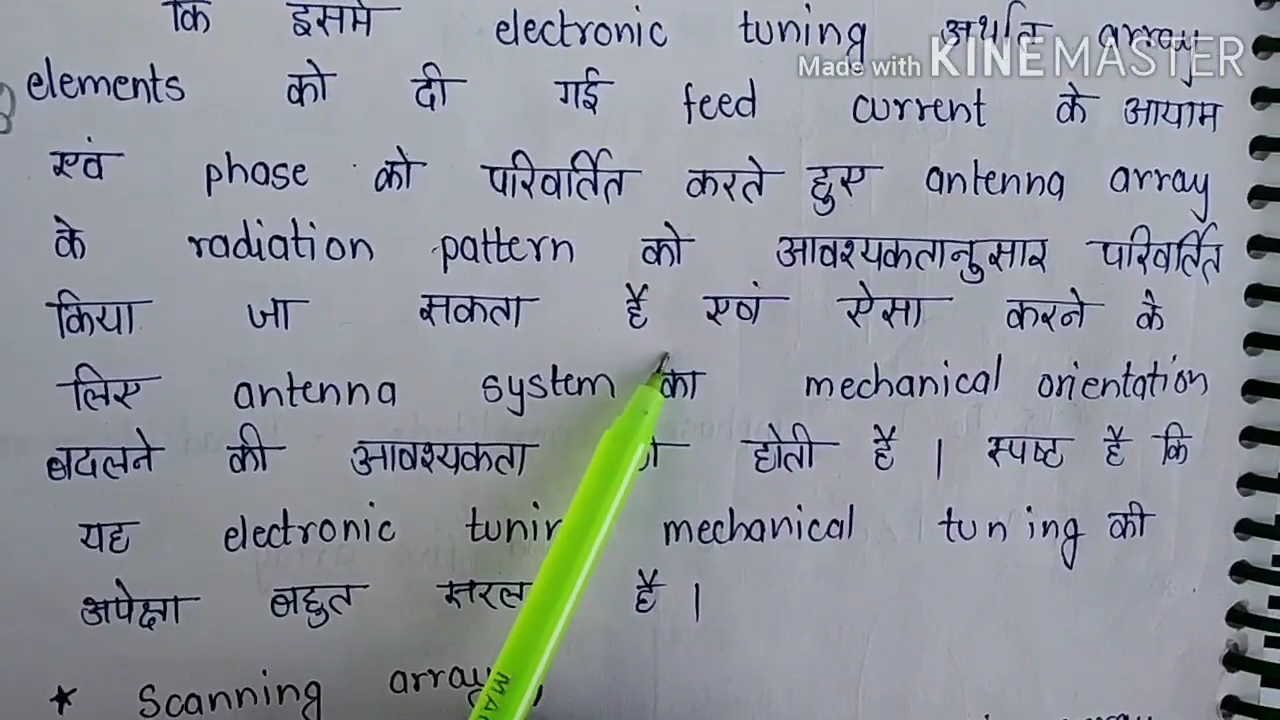 कि इसमें electronic tuning अर्थात array
Made with KINEMASTER
elements को दी गई feed current के आयाम
एवं phase को परिवर्तित करते हुए antenna array
के radiation pattern को आवश्यकतानुसार परिवर्तित
किया जा सकता है एवं ऐसा करने के
लिए antenna system का mechanical orientation
बदलने की आवश्यकता होती है ।  स्पष्ट है कि
यह electronic mechanical tuning की
अपेक्षा बहुत सरल है ।
* Scanning array